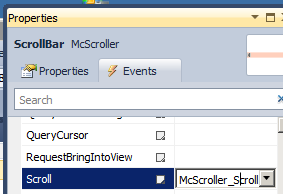 Properties
ScrollBar McScroller
Properties Events
Search
QueryCursor
RequestBringIntoView
Scroll McScroller_Scroll